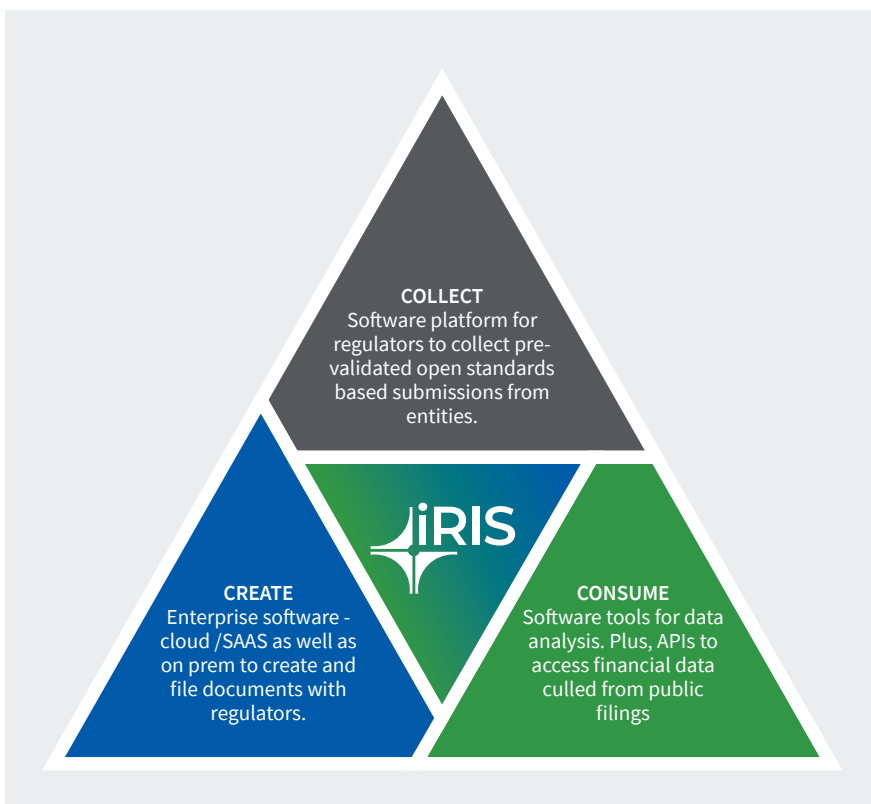 COLLECT
Software platform for
regulators to collect pre-
validated open standards
based submissions from
entities.
iRIS
CREATE
Enterprise software -
cloud /SAAS as well as
on prem to create and
file documents with
regulators.
CONSUME
Software tools for data
analysis. Plus, APIs to
access financial data
culled from public
filings